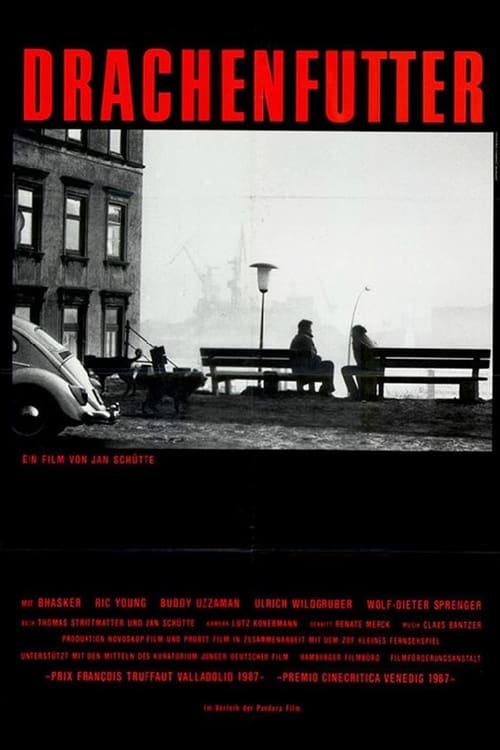 DRACHENFUTTER
EIN FILM VON JAN SCHÜTTE
MIT BHASKER RIC YOUNG BUDDY UZZAMAN ULRICH WILDGRUBER WOLF-DIETER SPRENGER
BUCH THOMAS STRITTMATTER UND JAN SCHÜTTE KAMERA LUTZ KONERMANN SCHNITT RENATE MERCK MUSIK CLAES BANTZER
PRODUKTION NOVOSKOP FILM UND PROBIT FILM IN ZUSAMMENARBEIT MIT DEM ZDF KLEINES FERNSEHSPIEL
UNTERSTÜTZT MIT DEN MITTELN DES KURATORIUM JUNGER DEUTSCHER FILM HAMBURGER FILMBÜRO FILMFÖRDERUNGSANSTALT
–PRIX FRANÇOIS TRUFFAUT VALLADOLID 1987– –PREMIO CINECRITICA VENEDIG 1987–
Im Verleih der Pandora Film